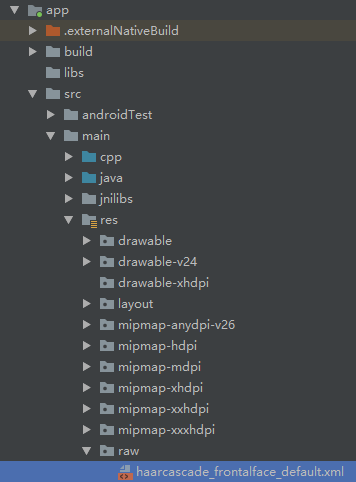 app
.externalNativeBuild
build
libs
src
androidTest
main
cpp
java
jnilibs
res
drawable
drawable-v24
drawable-xhdpi
layout
mipmap-anydpi-v26
mipmap-hdpi
mipmap-mdpi
mipmap-xhdpi
mipmap-xxhdpi
mipmap-xxxhdpi
raw
haarcascade_frontalface_default.xml